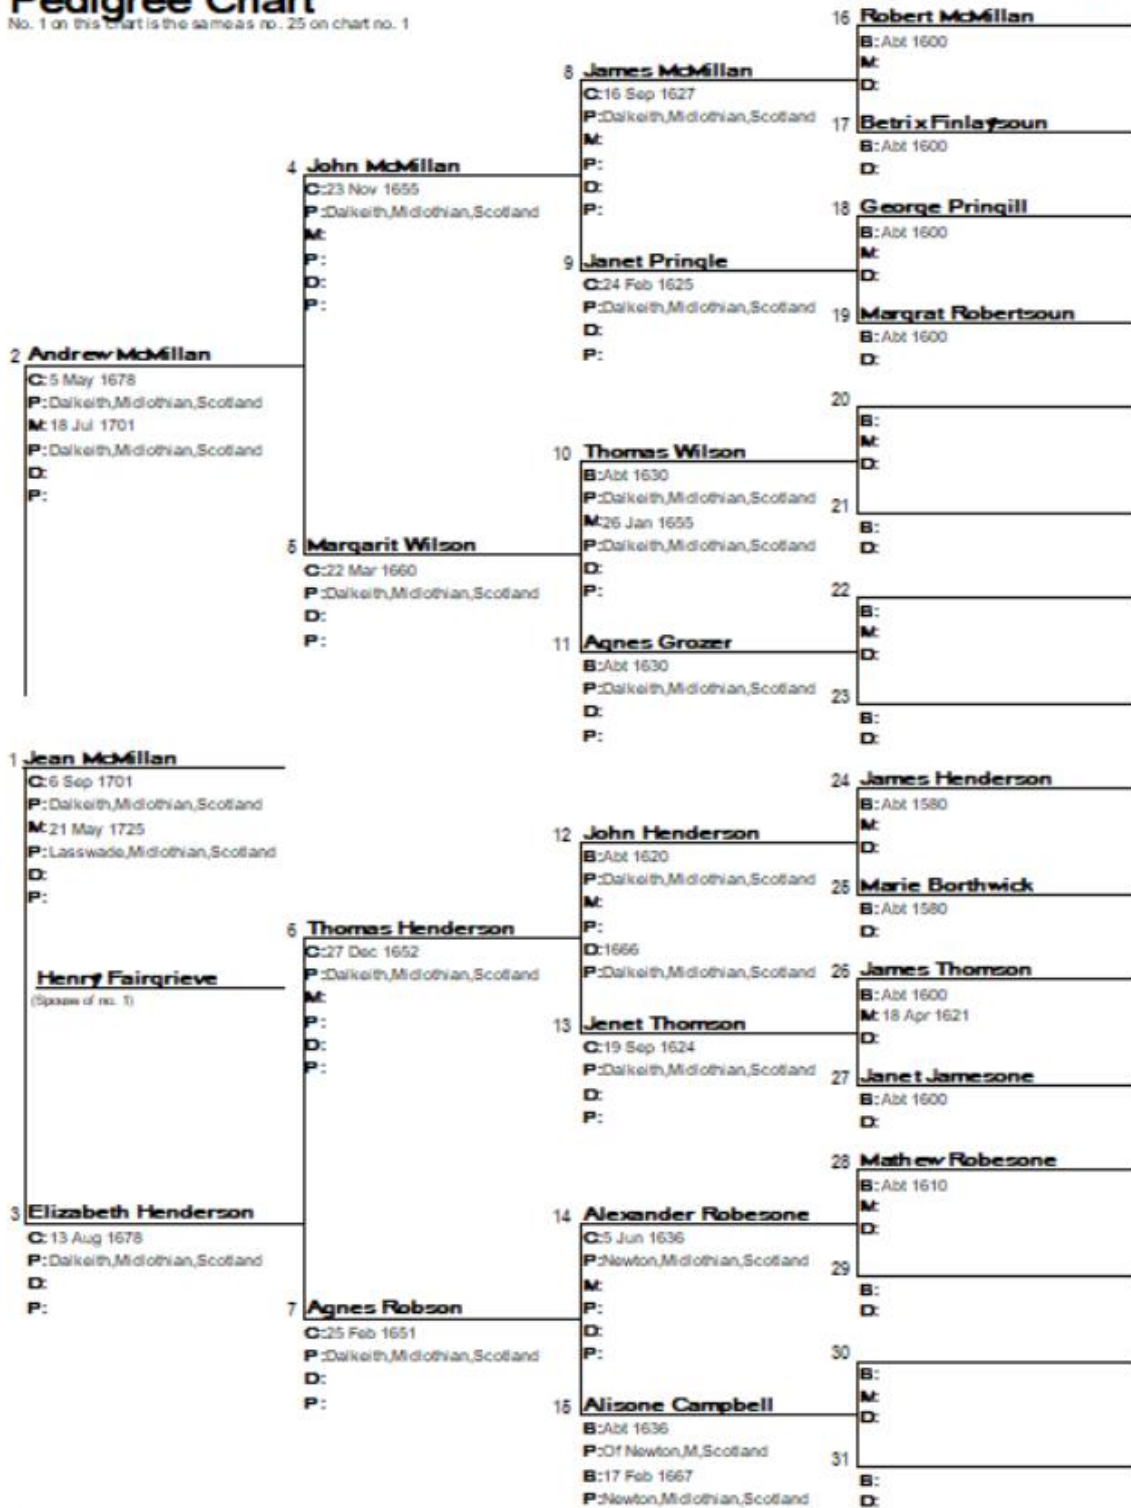 Pedigree Chart
No. 1 on this chart is the same as no. 25 on chart no. 1
16 Robert McMillan
B: Abt 1600
M:
D:
8 James McMillan
C: 16 Sep 1627
P: Dalkeith,Midlothian,Scotland
M:
P:
D:
P:
17 Betrix Finlaysoun
B: Abt 1600
D:
4 John McMillan
C: 23 Nov 1655
P: Dalkeith,Midlothian,Scotland
M:
P:
D:
P:
18 George Pringill
B: Abt 1600
M:
D:
9 Janet Pringle
C: 24 Feb 1625
P: Dalkeith,Midlothian,Scotland
D:
P:
19 Margrat Robertsoun
B: Abt 1600
D:
2 Andrew McMillan
C: 5 May 1678
P: Dalkeith,Midlothian,Scotland
M: 18 Jul 1701
P: Dalkeith,Midlothian,Scotland
D:
P:
20
B:
M:
D:
10 Thomas Wilson
B: Abt 1630
P: Dalkeith,Midlothian,Scotland
M: 26 Jan 1655
P: Dalkeith,Midlothian,Scotland
D:
P:
21
B:
D:
5 Margarit Wilson
C: 22 Mar 1660
P: Dalkeith,Midlothian,Scotland
D:
P:
22
B:
M:
D:
11 Agnes Grozer
B: Abt 1630
P: Dalkeith,Midlothian,Scotland
D:
P:
23
B:
D:
1 Jean McMillan
C: 6 Sep 1701
P: Dalkeith,Midlothian,Scotland
M: 21 May 1725
P: Lasswade,Midlothian,Scotland
D:
P:
24 James Henderson
B: Abt 1580
M:
D:
12 John Henderson
B: Abt 1620
P: Dalkeith,Midlothian,Scotland
M:
P:
D: 1666
P: Dalkeith,Midlothian,Scotland
25 Marie Borthwick
B: Abt 1580
D:
6 Thomas Henderson
C: 27 Dec 1652
P: Dalkeith,Midlothian,Scotland
M:
P:
D:
P:
Henry Fairgrieve
(Spouse of no. 1)
26 James Thomson
B: Abt 1600
M: 18 Apr 1621
D:
13 Jenet Thomson
C: 19 Sep 1624
P: Dalkeith,Midlothian,Scotland
D:
P:
27 Janet Jamesone
B: Abt 1600
D:
28 Mathew Robesone
B: Abt 1610
M:
D:
3 Elizabeth Henderson
C: 13 Aug 1678
P: Dalkeith,Midlothian,Scotland
D:
P:
14 Alexander Robesone
C: 5 Jun 1636
P: Newton,Midlothian,Scotland
M:
P:
D:
P:
29
B:
D:
7 Agnes Robson
C: 25 Feb 1651
P: Dalkeith,Midlothian,Scotland
D:
P:
30
B:
M:
D:
15 Alisone Campbell
B: Abt 1636
P: Of Newton,M,Scotland
B: 17 Feb 1667
P: Newton,Midlothian,Scotland
31
B:
D: